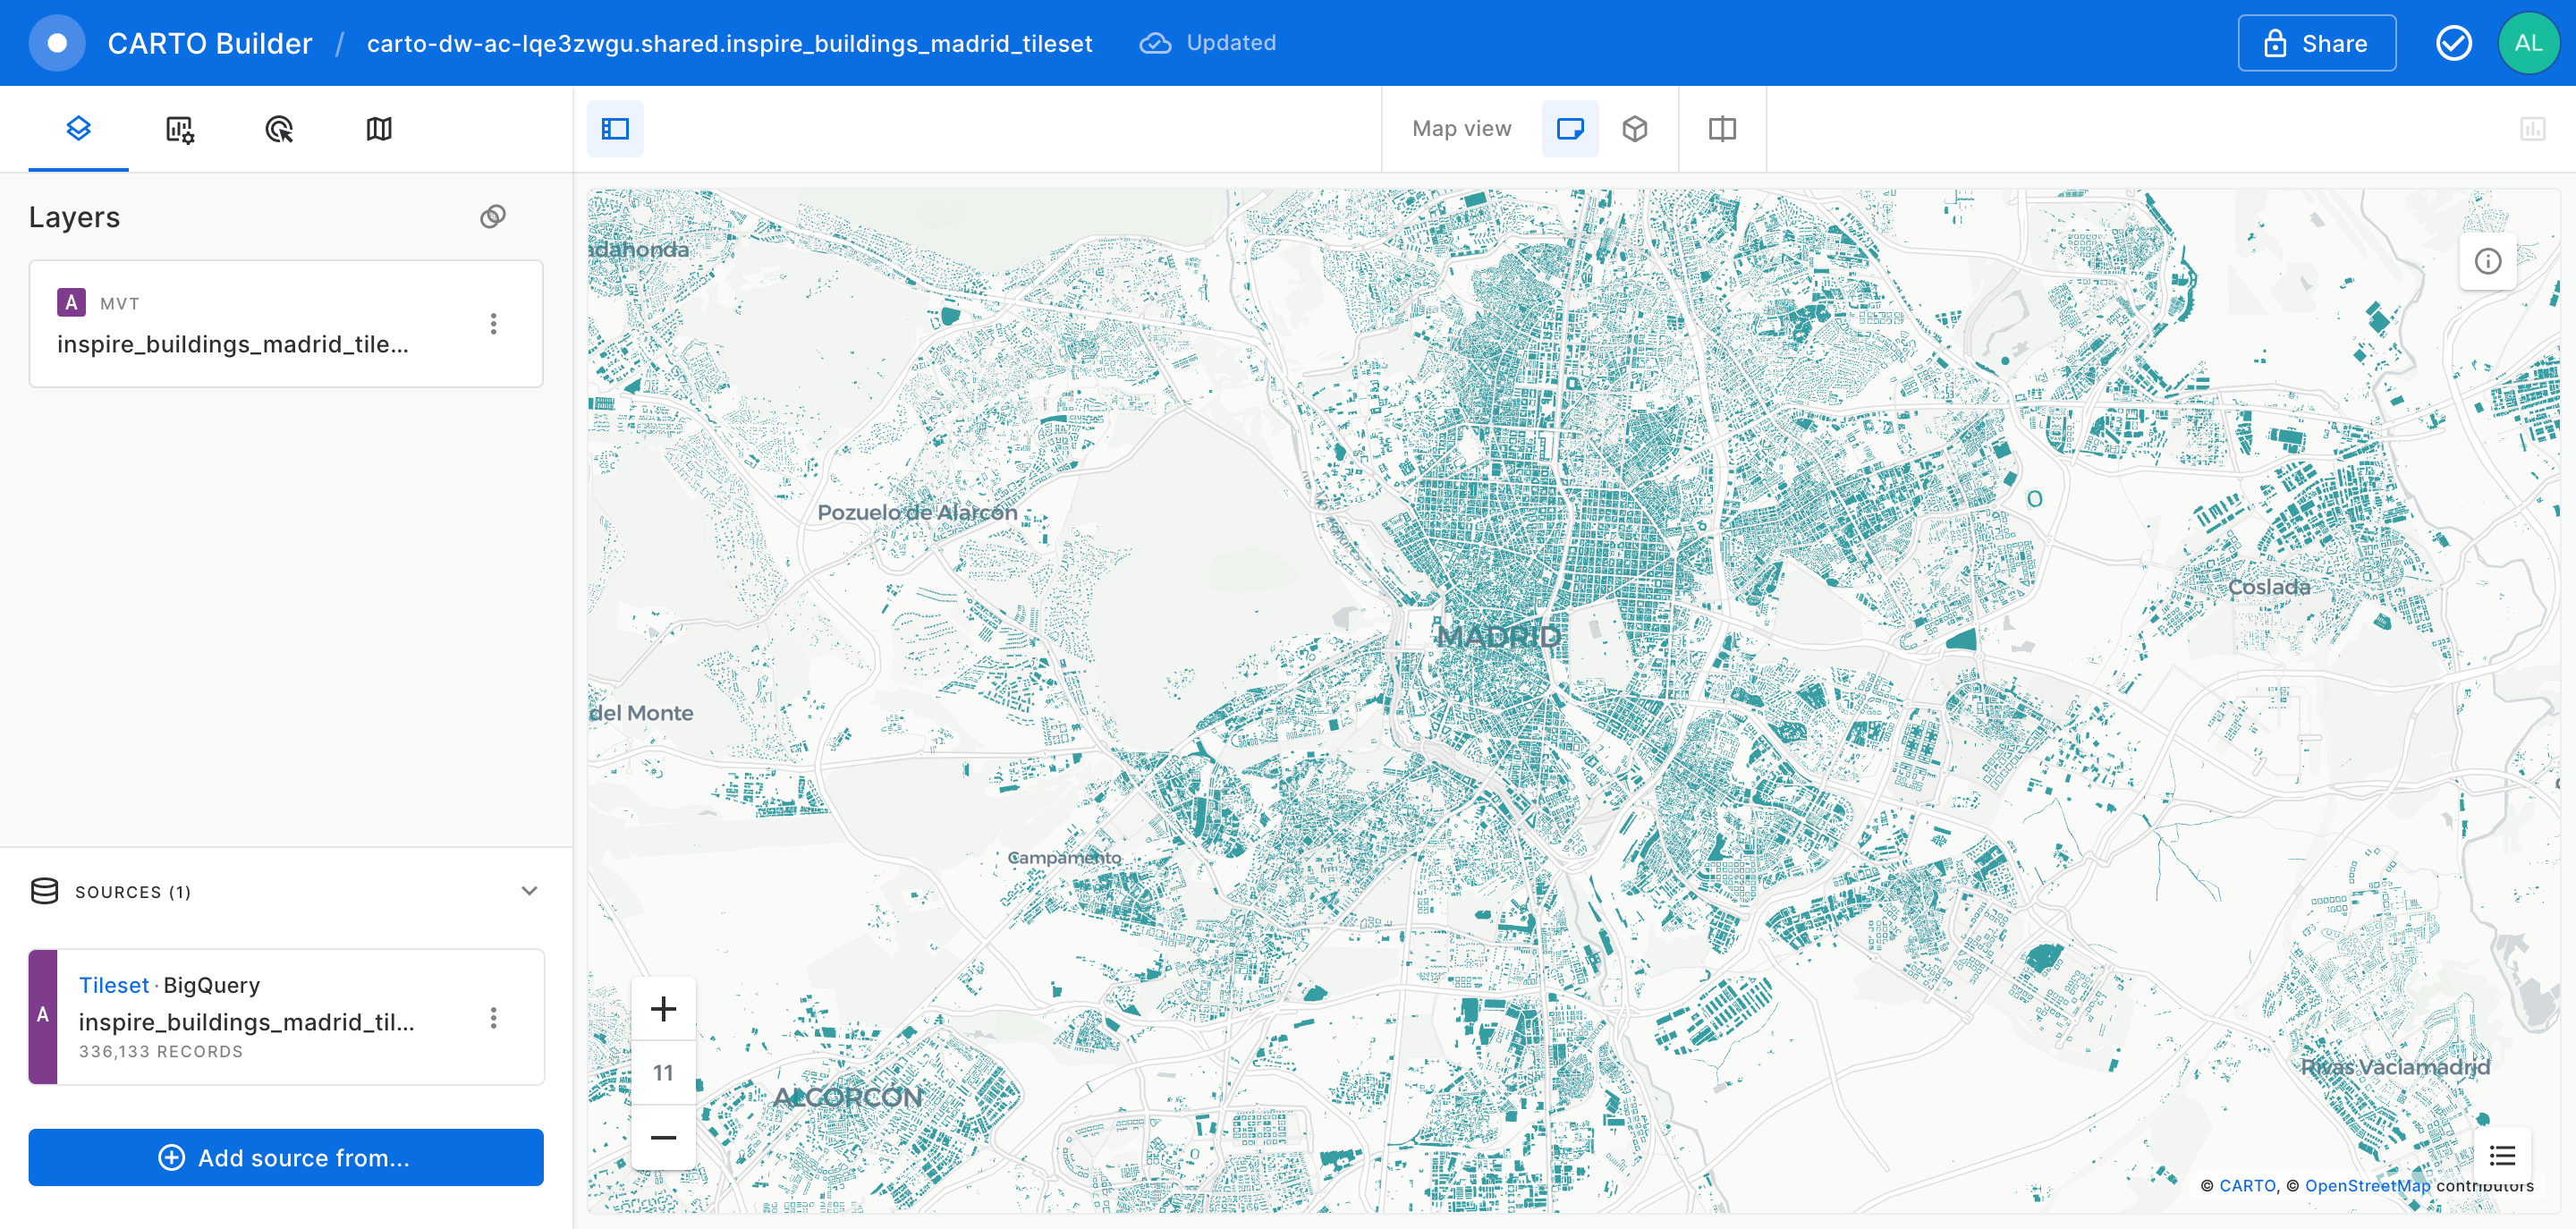 CARTO Builder / carto-dw-ac-lqe3zwgu.shared.inspire_buildings_madrid_tileset Updated Share AL
Map view
Layers
A MVT
inspire_buildings_madrid_tile...
SOURCES (1)
A
Tileset · BigQuery
inspire_buildings_madrid_til...
336,133 RECORDS
Add source from...
adahonda
Pozuelo de Alarcón
Coslada
MADRID
del Monte
Campamento
11
Rivas Vaciamadrid
ALCORCÓN
© CARTO, © OpenStreetMap contributors